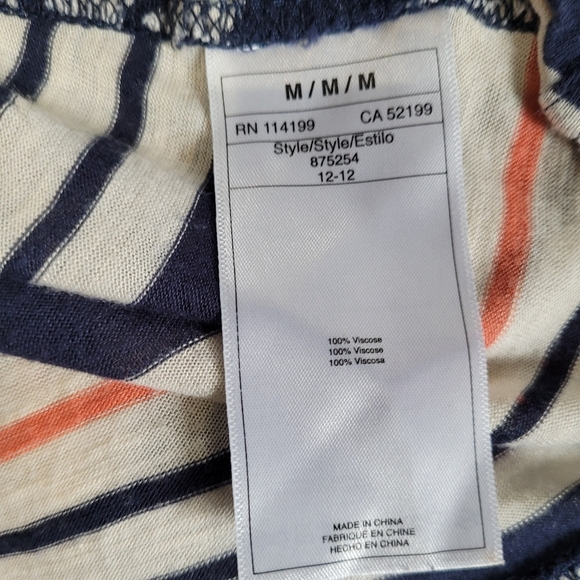 M / M / M
RN 114199 CA 52199
Style/Style/Estilo
875254
12-12
100% Viscose
100% Viscose
100% Viscosa
MADE IN CHINA
FABRIQUÉ EN CHINE
HECHO EN CHINA